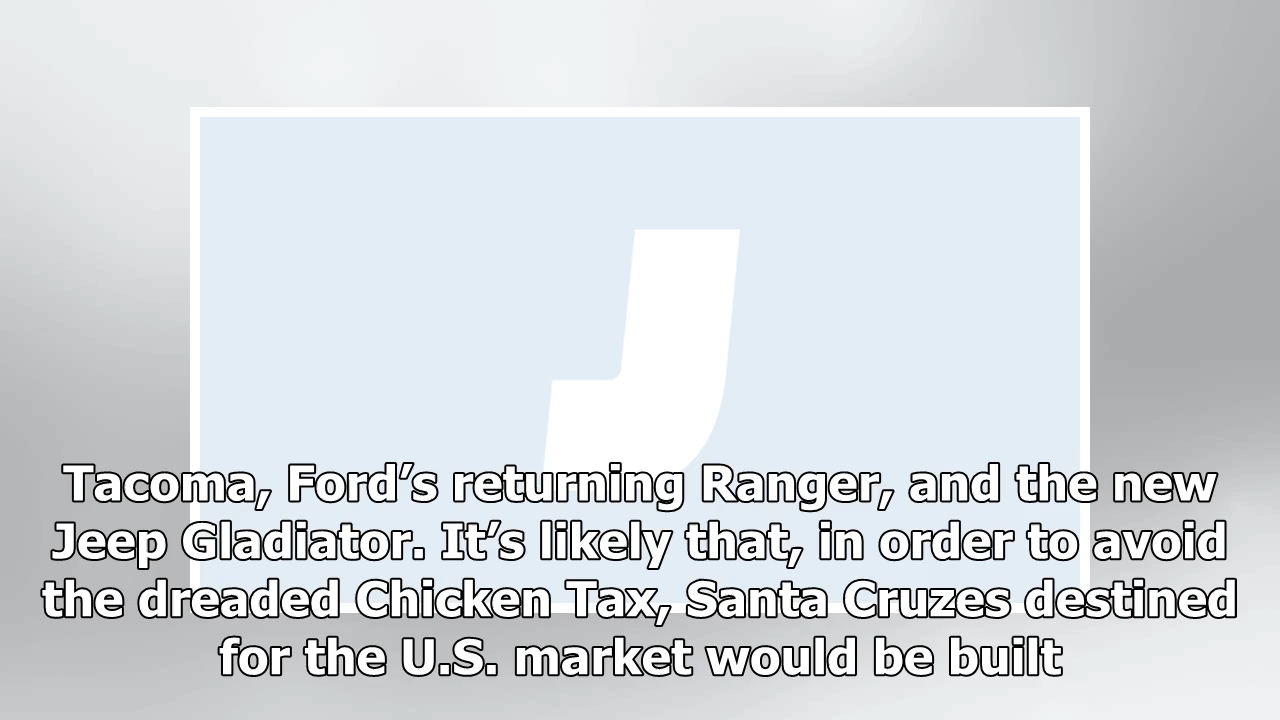 Tacoma, Ford’s returning Ranger, and the new
Jeep Gladiator. It’s likely that, in order to avoid
the dreaded Chicken Tax, Santa Cruzes destined
for the U.S. market would be built